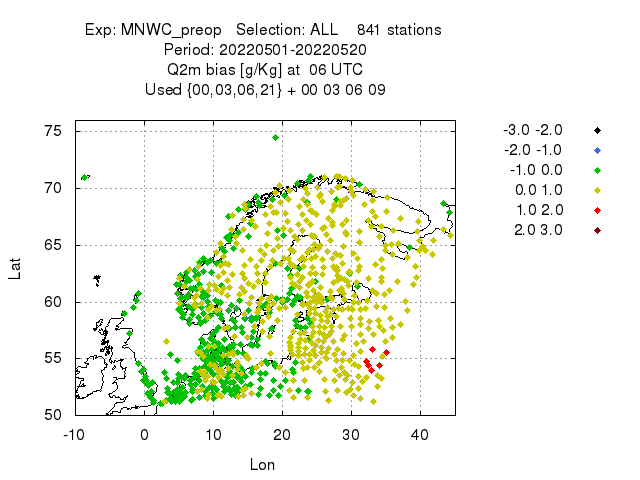 Exp: MNWC_preop   Selection: ALL    841 stations
Period: 20220501-20220520
Q2m bias [g/Kg] at  06 UTC
Used {00,03,06,21} + 00 03 06 09
-3.0 -2.0
-2.0 -1.0
-1.0 0.0
0.0 1.0
1.0 2.0
2.0 3.0
75
70
65
60
55
50
Lat
-10 0 10 20 30 40
Lon